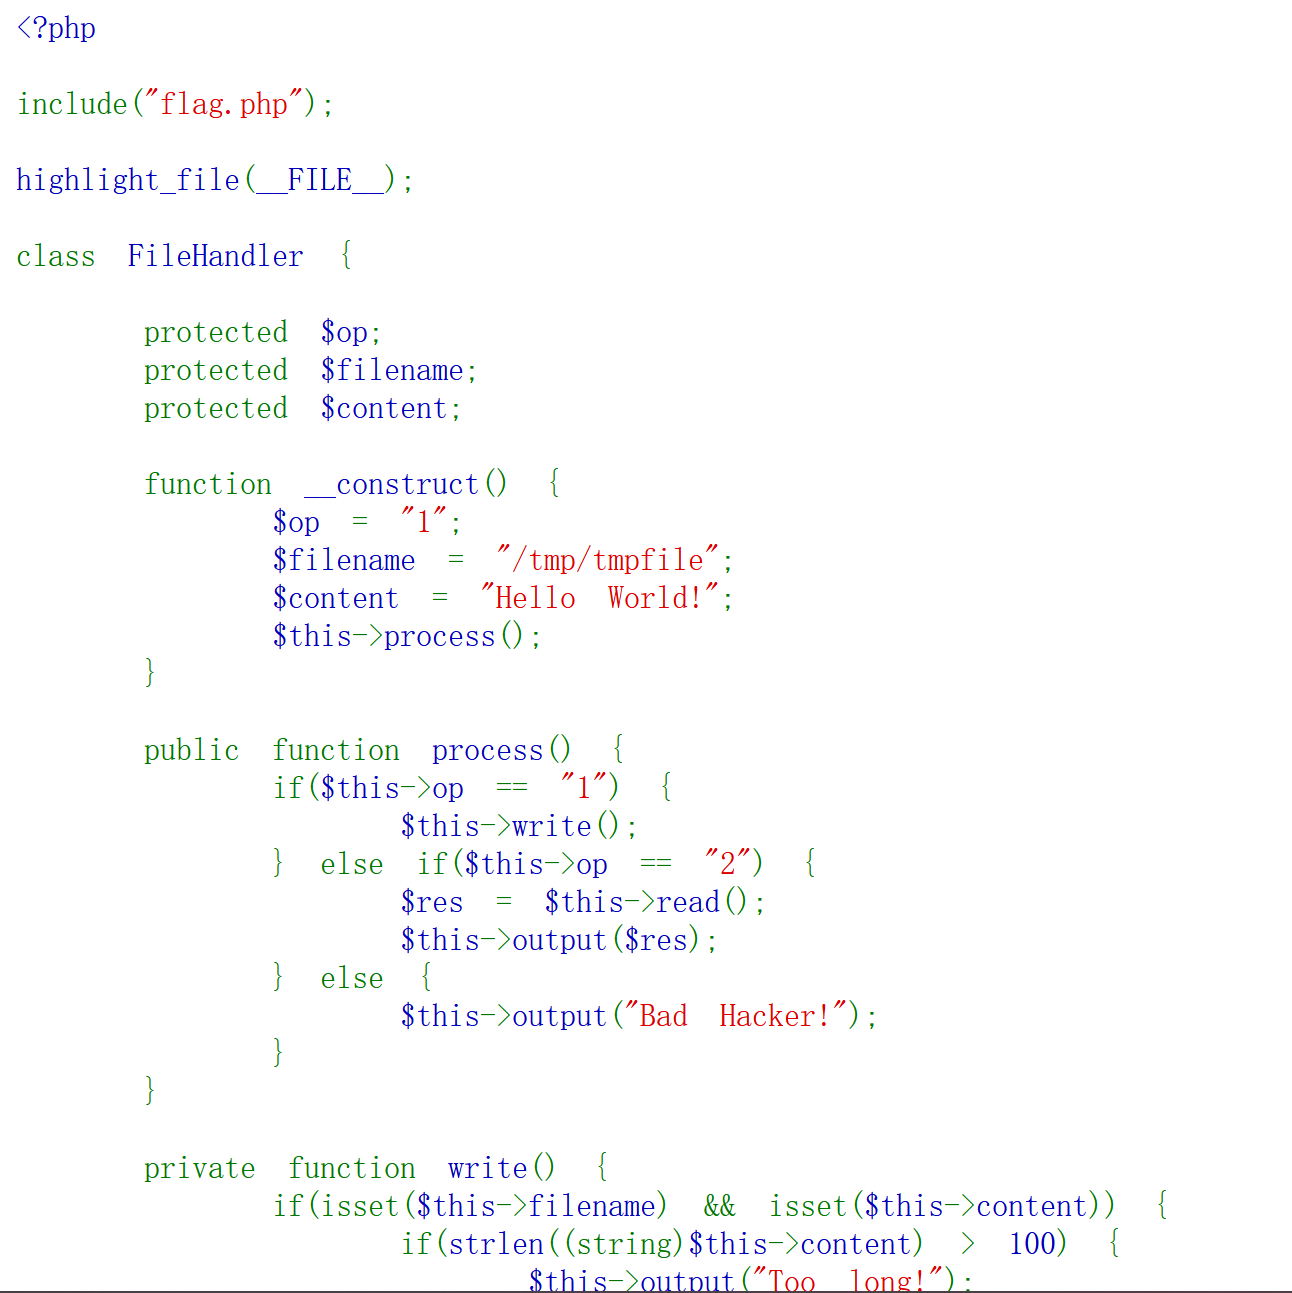 <?php
include("flag.php");
highlight_file(__FILE__);
class FileHandler {
protected $op;
protected $filename;
protected $content;
function __construct() {
$op = "1";
$filename = "/tmp/tmpfile";
$content = "Hello World!";
$this->process();
}
public function process() {
if($this->op == "1") {
$this->write();
} else if($this->op == "2") {
$res = $this->read();
$this->output($res);
} else {
$this->output("Bad Hacker!");
}
}
private function write() {
if(isset($this->filename) && isset($this->content)) {
if(strlen((string)$this->content) > 100) {
$this->output("Too long!");